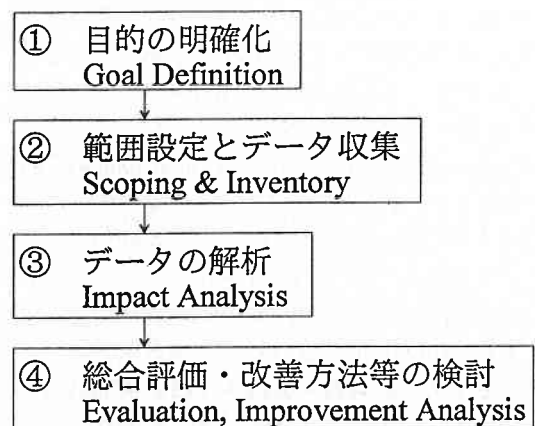 ① 目的の明確化
Goal Definition
② 範囲設定とデータ収集
Scoping & Inventory
③ データの解析
Impact Analysis
④ 総合評価・改善方法等の検討
Evaluation, Improvement Analysis